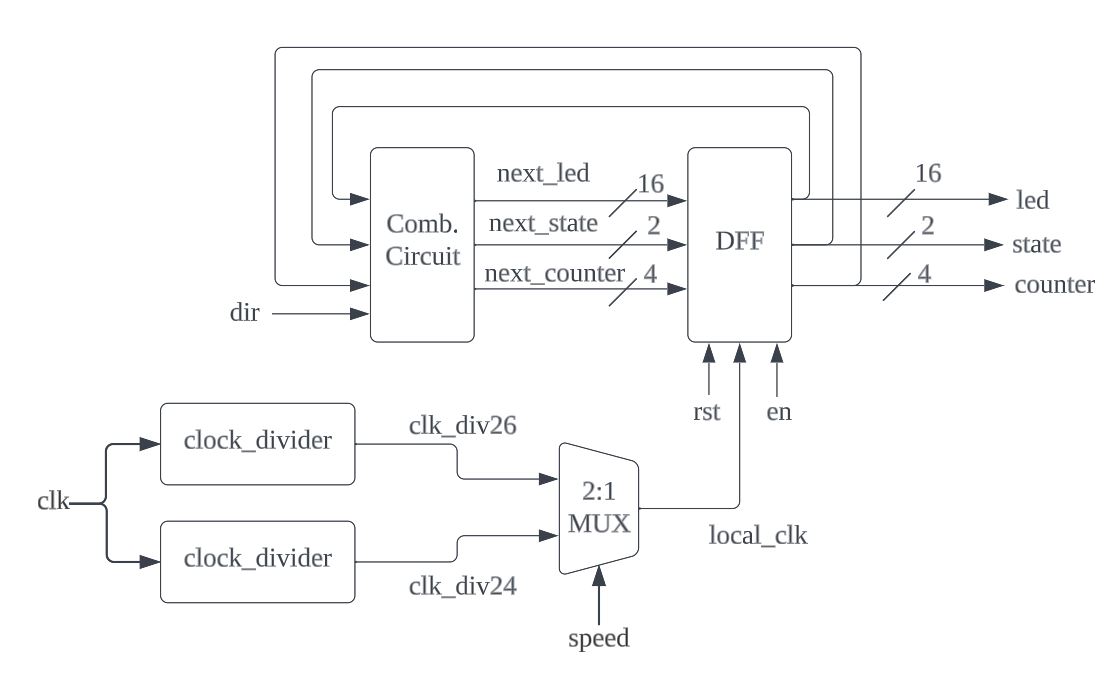 next_led
16
16
led
next_state
2
2
state
Comb.
Circuit
DFF
next_counter
4
4
counter
dir
rst
en
clk_div26
clock_divider
clk
2:1
MUX
local_clk
clock_divider
clk_div24
speed